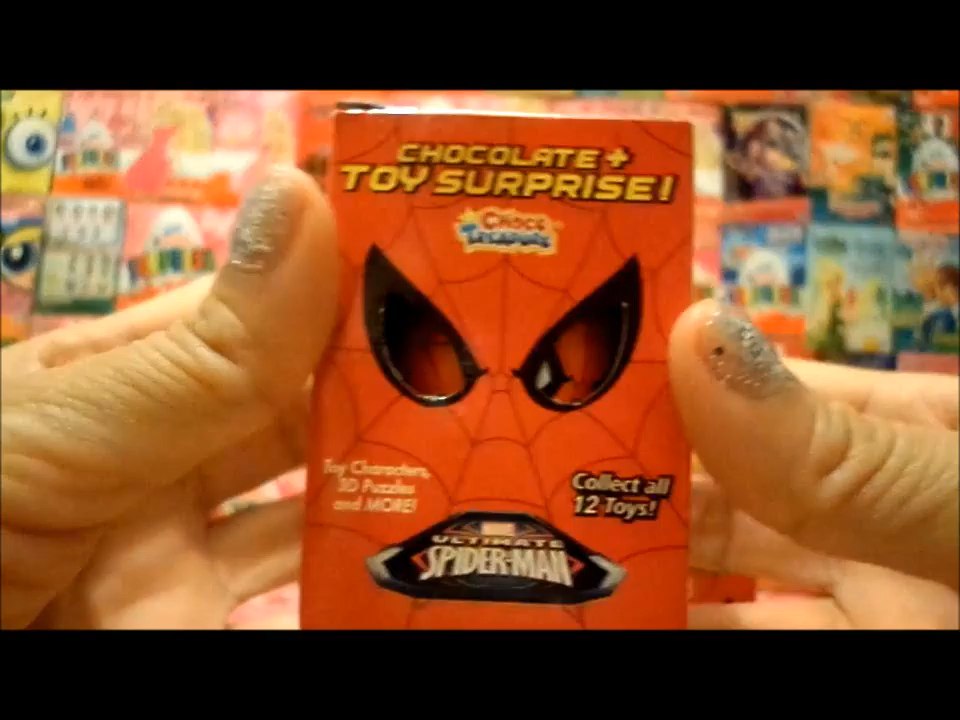 CHOCOLATE +
TOY SURPRISE!
CHOCO
TREASURE
Toy Characters,
3D Puzzles
and MORE!
Collect all
12 Toys!
MARVEL
ULTIMATE
SPIDER-MAN